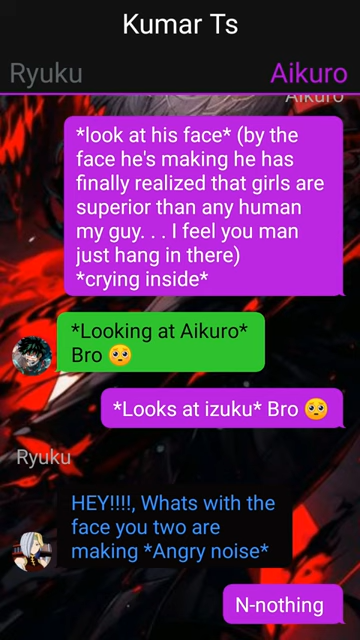 Kumar Ts
Ryuku
Aikuro
Aikuro
*look at his face* (by the
face he's making he has
finally realized that girls are
superior than any human
my guy. . . I feel you man
just hang in there)
*crying inside*
*Looking at Aikuro*
Bro 🥺
*Looks at izuku* Bro 🥺
Ryuku
HEY!!!!, Whats with the
face you two are
making *Angry noise*
N-nothing